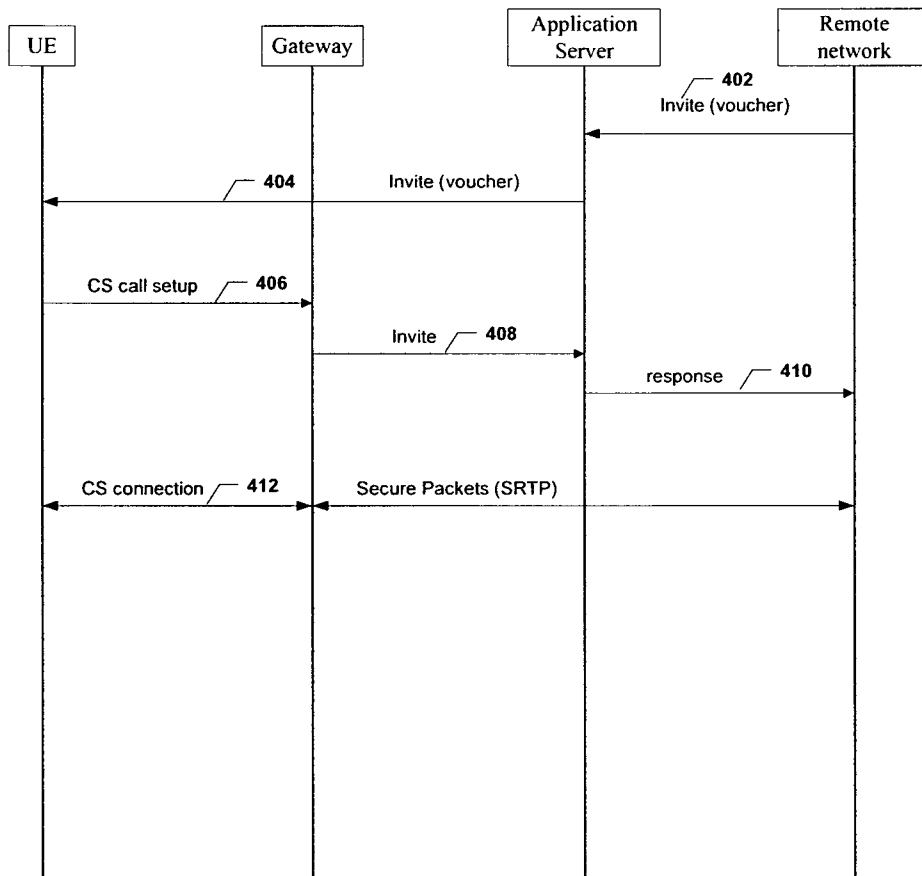 UE
Gateway
Application
Server
Remote
network
402
Invite (voucher)
404
Invite (voucher)
CS call setup
406
Invite
408
response
410
CS connection
412
Secure Packets (SRTP)